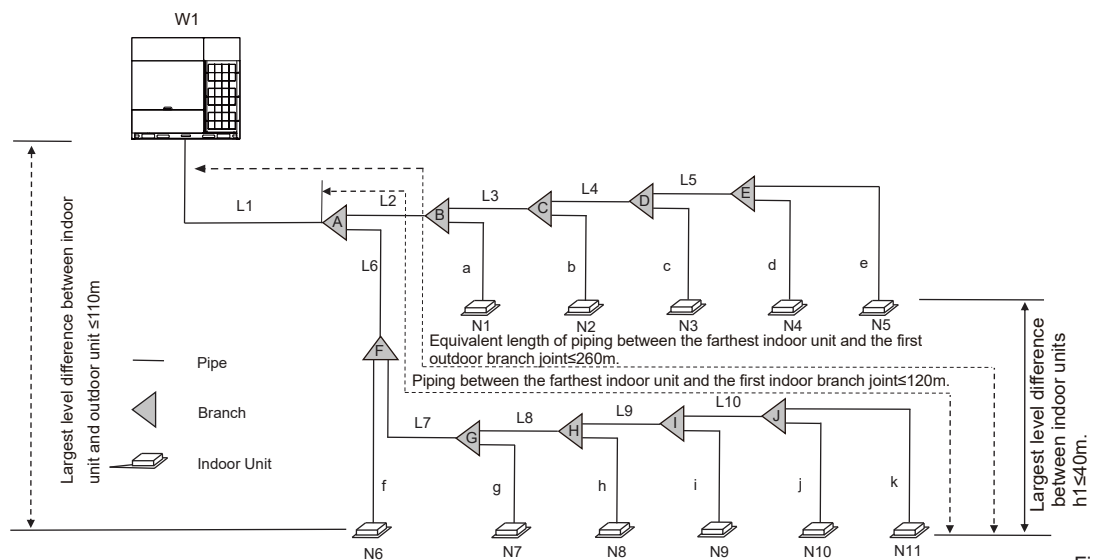 W1
Largest level difference between indoor
unit and outdoor unit ≤110m
L1
L2
L3
L4
L5
A
B
C
D
E
L6
a
b
c
d
e
N1
N2
N3
N4
N5
Equivalent length of piping between the farthest indoor unit and the first
outdoor branch joint≤260m.
Piping between the farthest indoor unit and the first indoor branch joint≤120m.
Largest level difference
between indoor units
h1≤40m.
Pipe
Branch
Indoor Unit
F
L7
L8
L9
L10
G
H
I
J
f
g
h
i
j
k
N6
N7
N8
N9
N10
N11